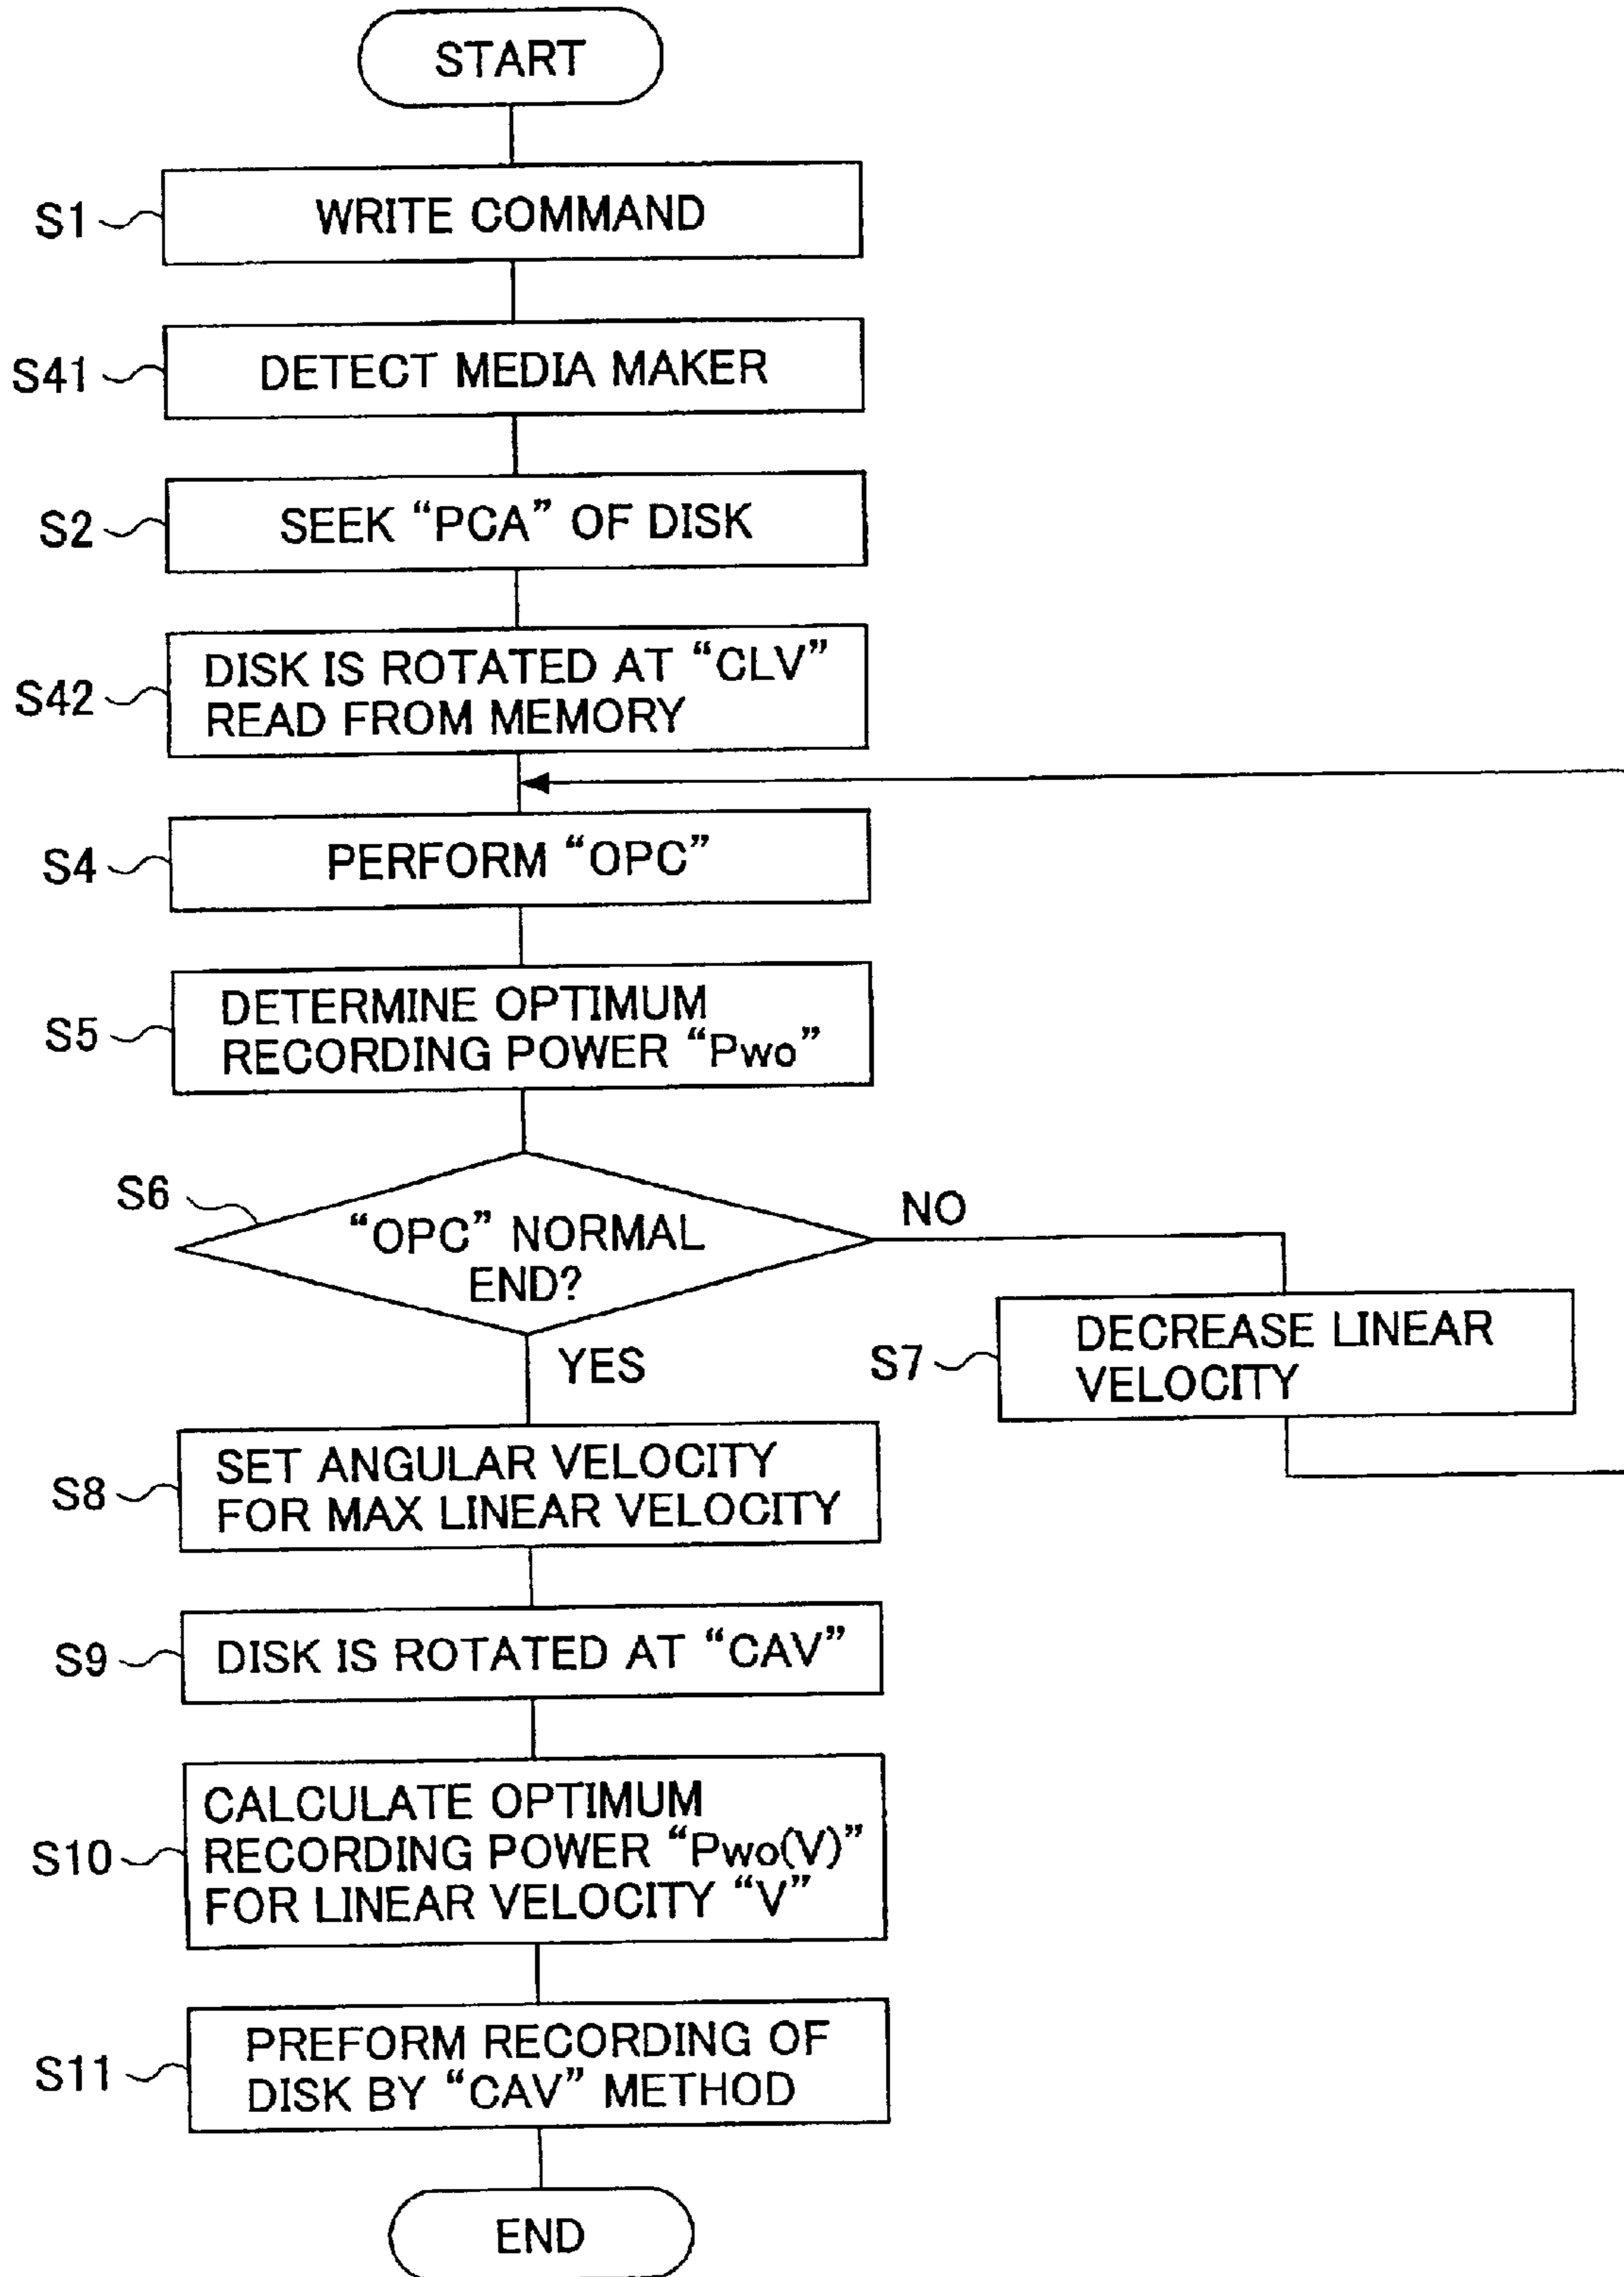 START
S1
WRITE COMMAND
S41
DETECT MEDIA MAKER
S2
SEEK “PCA” OF DISK
S42
DISK IS ROTATED AT “CLV”
READ FROM MEMORY
S4
PERFORM “OPC”
S5
DETERMINE OPTIMUM
RECORDING POWER “Pwo”
S6
“OPC” NORMAL
END?
NO
YES
S7
DECREASE LINEAR
VELOCITY
S8
SET ANGULAR VELOCITY
FOR MAX LINEAR VELOCITY
S9
DISK IS ROTATED AT “CAV”
S10
CALCULATE OPTIMUM
RECORDING POWER “Pwo(V)”
FOR LINEAR VELOCITY “V”
S11
PREFORM RECORDING OF
DISK BY “CAV” METHOD
END